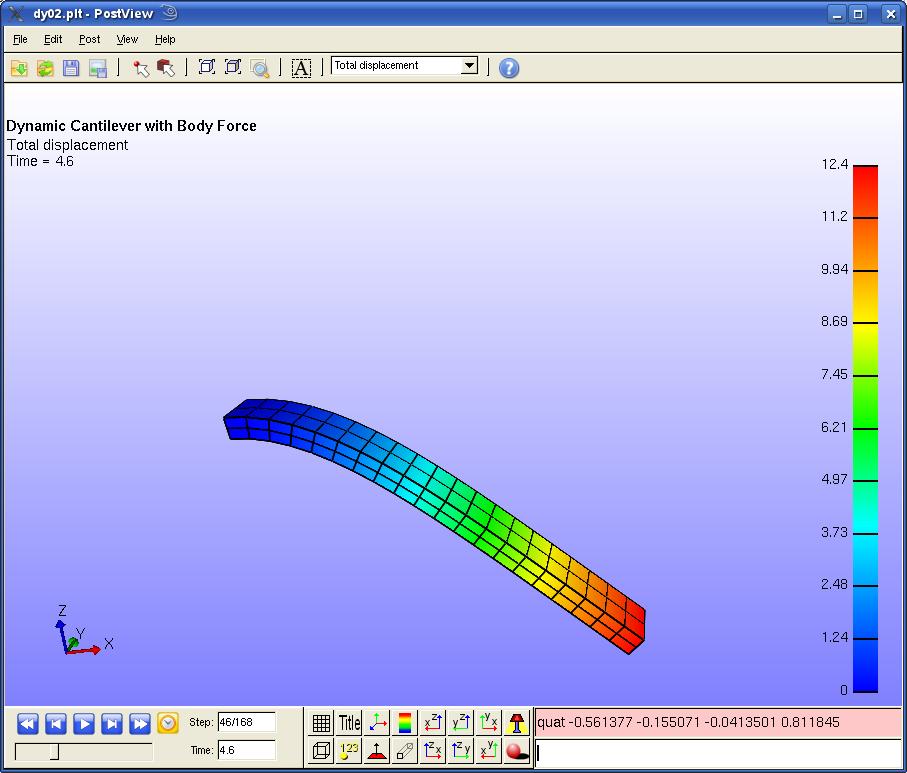 dy02.plt - PostView
File Edit Post View Help
A Total displacement ?
Dynamic Cantilever with Body Force
Total displacement
Time = 4.6
12.4
11.2
9.94
8.69
7.45
6.21
4.97
3.73
2.48
1.24
0
Z
Y
X
Step: 46/168
Title z x z y y x
quat -0.561377 -0.155071 -0.0413501 0.811845
Time: 4.6
123 z x z y x y